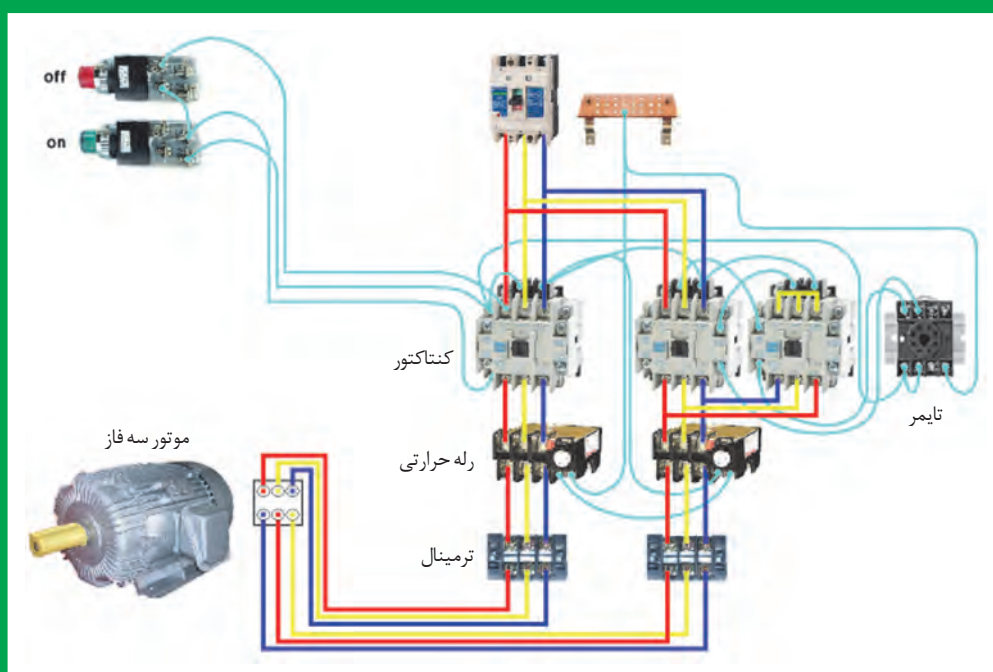 off
on
کنتاکتور
تایمر
رله حرارتی
موتور سه فاز
ترمینال